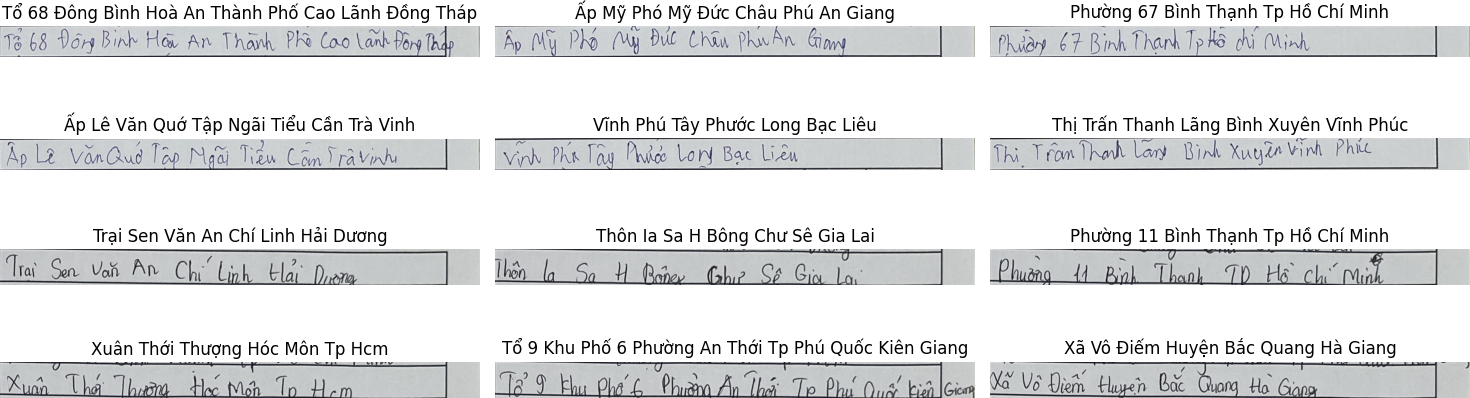 Tổ 68 Đông Bình Hoà An Thành Phố Cao Lãnh Đồng Tháp
Ấp Mỹ Phó Mỹ Đức Châu Phú An Giang
Phường 67 Bình Thạnh Tp Hồ Chí Minh
Tổ 68 Đông Bình Hòa An Thành Phố Cao Lãnh Đồng Tháp
Ấp Mỹ Phó Mỹ Đức Châu Phú An Giang
Phường 67 Bình Thạnh Tp Hồ chí Minh
Ấp Lê Văn Quớ Tập Ngãi Tiểu Cần Trà Vinh
Vĩnh Phú Tây Phước Long Bạc Liêu
Thị Trấn Thanh Lãng Bình Xuyên Vĩnh Phúc
Ấp Lê Văn Quớ Tập Ngãi Tiểu Cần Trà Vinh
Vĩnh Phú Tây Phước Long Bạc Liêu
Thị Trấn Thanh Lãng Bình Xuyên Vĩnh Phúc
Trại Sen Văn An Chí Linh Hải Dương
Thôn Ia Sa H Bông Chư Sê Gia Lai
Phường 11 Bình Thạnh Tp Hồ Chí Minh
Trại Sen Văn An Chí Linh Hải Dương
Thôn Ia Sa H Bông Chư Sê Gia Lai
Phường 11 Bình Thạnh TP Hồ Chí Minh
Xuân Thới Thượng Hóc Môn Tp Hcm
Tổ 9 Khu Phố 6 Phường An Thới Tp Phú Quốc Kiên Giang
Xã Vô Điếm Huyện Bắc Quang Hà Giang
Xuân Thới Thượng Hóc Môn Tp Hcm
Tổ 9 Khu Phố 6 Phường An Thới Tp Phú Quốc Kiên Giang
Xã Vô Điếm Huyện Bắc Quang Hà Giang